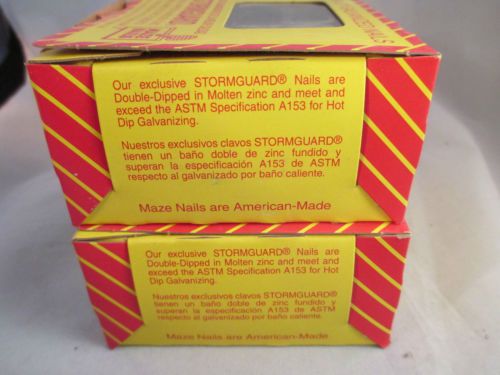 Our exclusive STORMGUARD® Nails are
Double-Dipped in Molten zinc and meet and
exceed the ASTM Specification A153 for Hot
Dip Galvanizing.
Nuestros exclusivos clavos STORMGUARD®
tienen un baño doble de zinc fundido y
superan la especificación A153 de ASTM
respecto al galvanizado por baño caliente.
Maze Nails are American-Made
Our exclusive STORMGUARD® Nails are
Double-Dipped in Molten zinc and meet and
exceed the ASTM Specification A153 for Hot
Dip Galvanizing.
Nuestros exclusivos clavos STORMGUARD®
tienen un baño doble de zinc fundido y
superan la especificación A153 de ASTM
respecto al galvanizado por baño caliente.
Maze Nails are American-Made